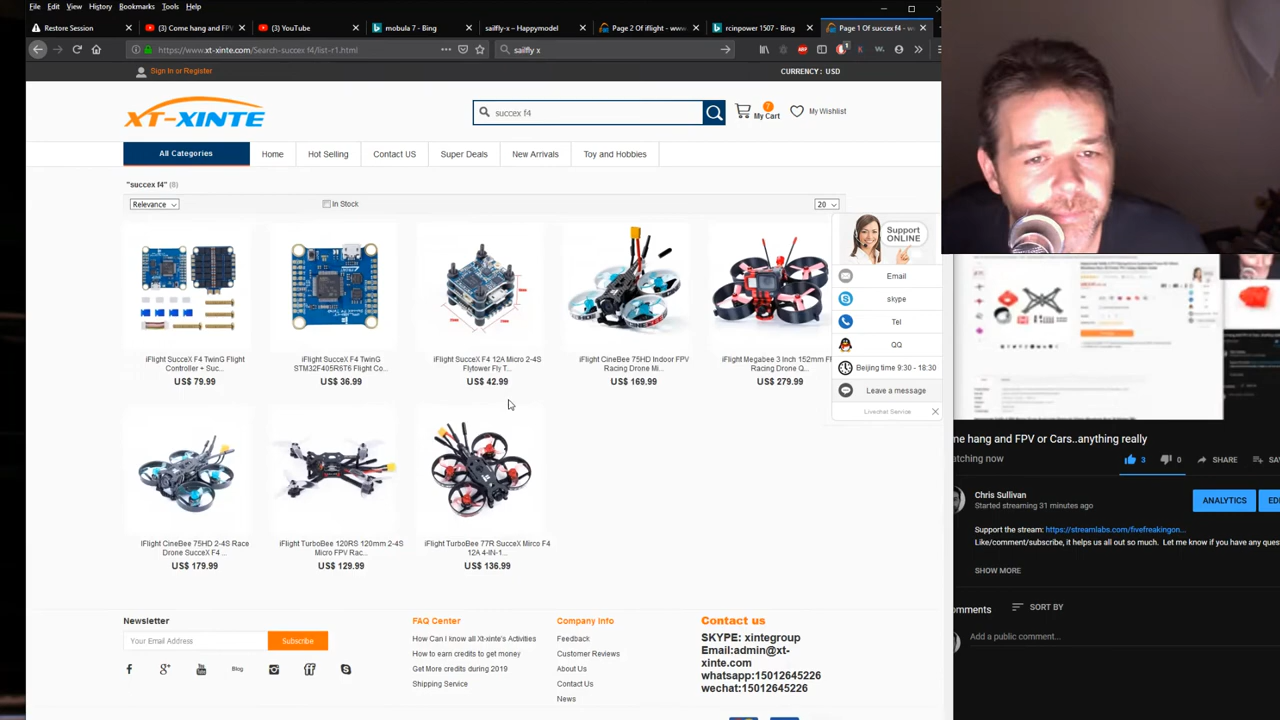 File Edit View History Bookmarks Tools Help
Restore Session
(3) Come hang and FPV
(3) YouTube
mobula 7 - Bing
sailfly-x – Happymodel
Page 2 Of iflight - www
rcinpower 1507 - Bing
Page 1 Of succex f4 - w
https://www.xt-xinte.com/Search-succex f4/list-r1.html
sailfly x
Sign In or Register
CURRENCY : USD
XT-XINTE
succex f4
7
My Cart
My Wishlist
All Categories
Home
Hot Selling
Contact US
Super Deals
New Arrivals
Toy and Hobbies
"succex f4" (8)
Relevance
In Stock
20
Support
ONLINE
Email
skype
Tel
QQ
Beijing time 9:30 - 18:30
Leave a message
Livechat Service
iFlight SucceX F4 TwinG Flight
Controller + Suc...
US$ 79.99
iFlight SucceX F4 TwinG
STM32F405R6T6 Flight Co...
US$ 36.99
iFlight SucceX F4 12A Micro 2-4S
Flytower Fly T...
US$ 42.99
iFlight CineBee 75HD Indoor FPV
Racing Drone Mi...
US$ 169.99
iFlight Megabee 3 Inch 152mm F
Racing Drone Q...
US$ 279.99
iFlight CineBee 75HD 2-4S Race
Drone SucceX F4 ...
US$ 179.99
iFlight TurboBee 120RS 120mm 2-4S
Micro FPV Rac...
US$ 129.99
iFlight TurboBee 77R SucceX Mirco F4
12A 4-IN-1...
US$ 136.99
Newsletter
Your Email Address
Subscribe
Blog
FAQ Center
How Can I know all Xt-xinte's Activities
How to earn credits to get money
Get More credits during 2019
Shipping Service
Company Info
Feedback
Customer Reviews
About Us
Contact Us
News
Contact us
SKYPE: xintegroup
Email:admin@xt-
xinte.com
whatsapp:15012645226
wechat:15012645226
me hang and FPV or Cars..anything really
atching now
3
0
SHARE
SAV
Chris Sullivan
Started streaming 31 minutes ago
ANALYTICS
EDI
Support the stream: https://streamlabs.com/fivefreakingon...
Like/comment/subscribe, it helps us all out so much. Let me know if you have any ques
SHOW MORE
omments
SORT BY
Add a public comment...